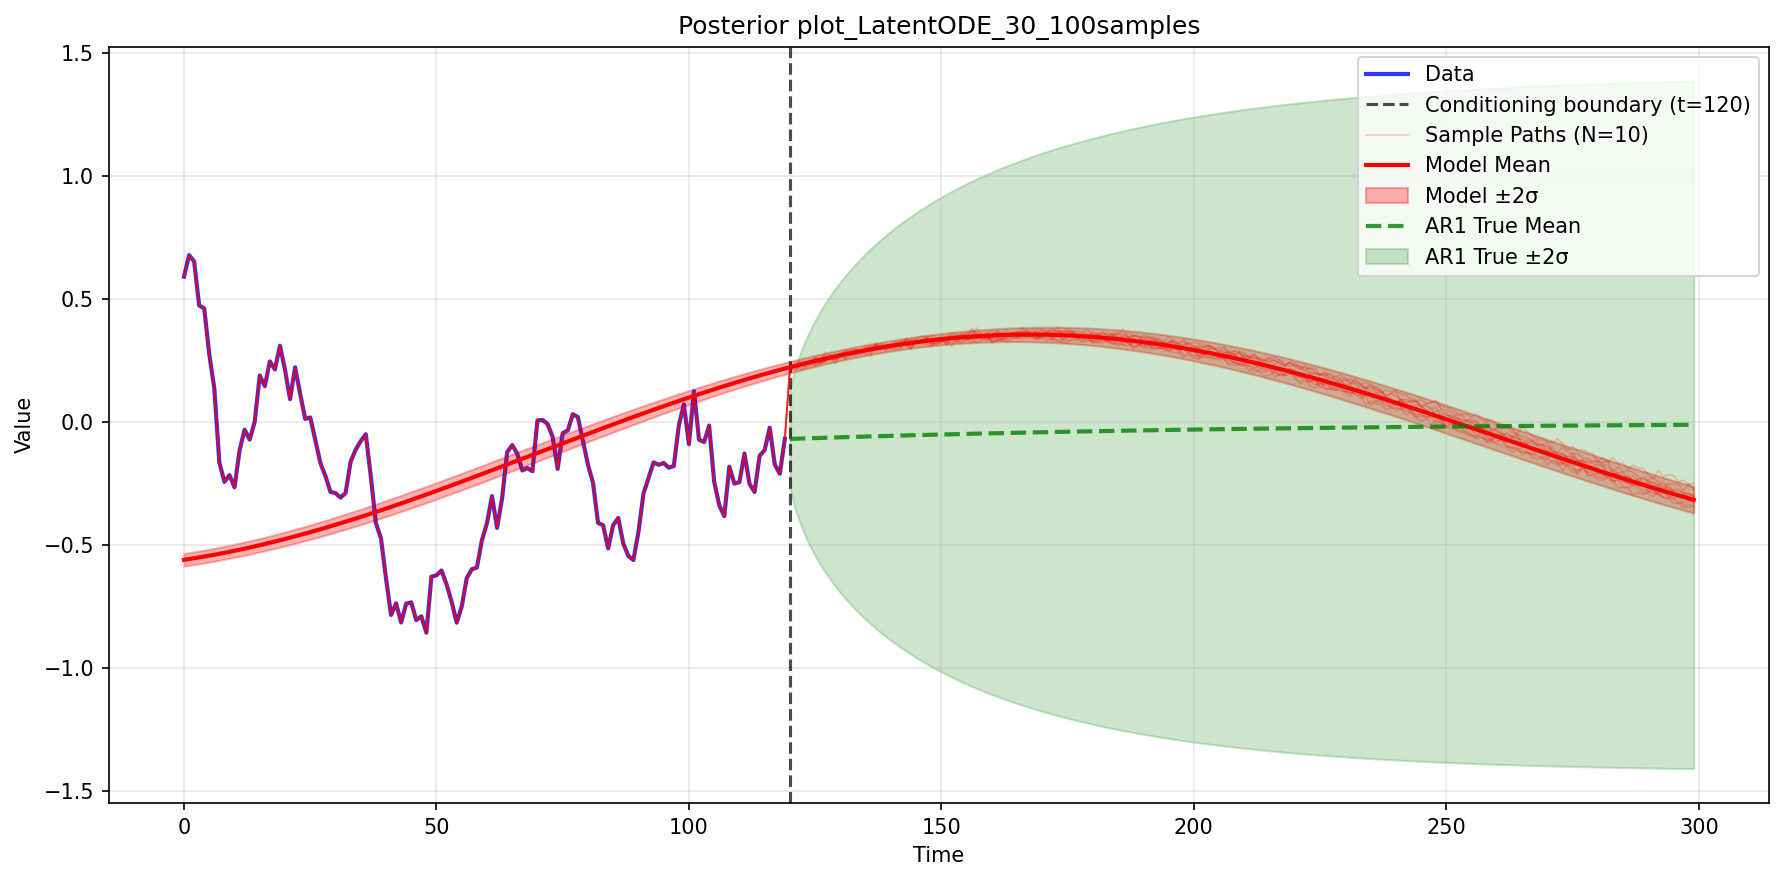 Posterior plot_LatentODE_30_100samples
Data
Conditioning boundary (t=120)
Sample Paths (N=10)
Model Mean
Model ±2σ
AR1 True Mean
AR1 True ±2σ
Value
1.5
1.0
0.5
0.0
−0.5
−1.0
−1.5
0 50 100 150 200 250 300
Time